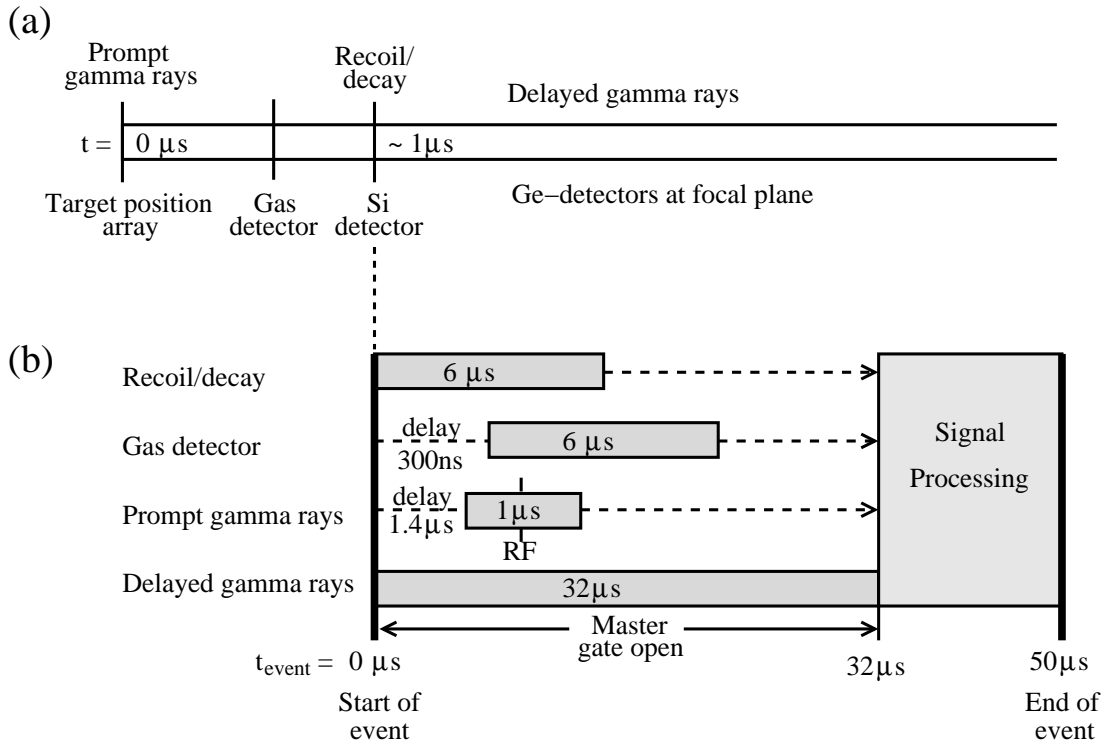 (a)
Prompt
gamma rays
Recoil/
decay
Delayed gamma rays
t =
0 μs
~ 1μs
Target position
array
Gas
detector
Si
detector
Ge−detectors at focal plane
(b)
Recoil/decay
6 μs
Gas detector
delay
300ns
6 μs
Prompt gamma rays
delay
1.4μs
1μs
RF
Delayed gamma rays
32μs
Signal
Processing
Master
gate open
t_event = 0 μs
32μs
50μs
Start of
event
End of
event